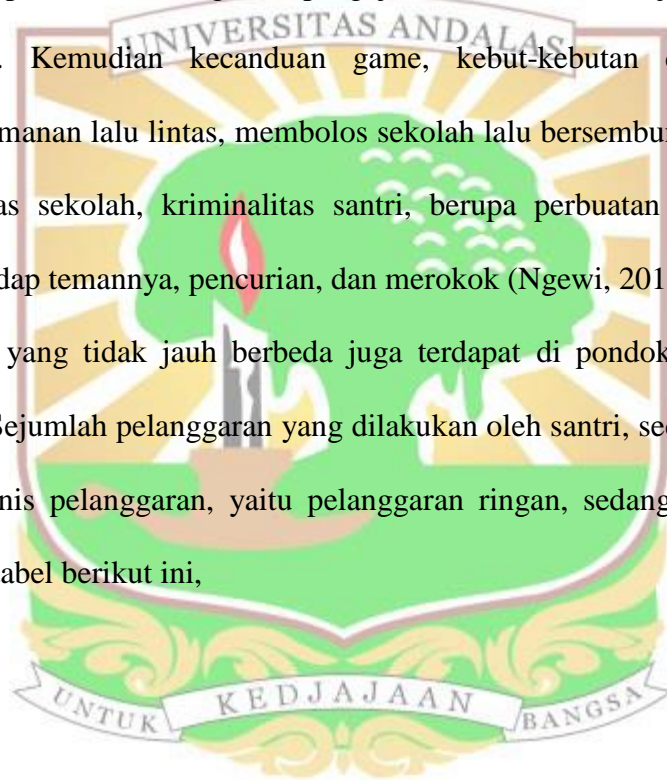 UNIVERSITAS ANDALAS
. Kemudian kecanduan game, kebut-kebutan
manan lalu lintas, membolos sekolah lalu bersembu
as sekolah, kriminalitas santri, berupa perbuatan
dap temannya, pencurian, dan merokok (Ngewi, 201
yang tidak jauh berbeda juga terdapat di pondok
Sejumlah pelanggaran yang dilakukan oleh santri, se
nis pelanggaran, yaitu pelanggaran ringan, sedang
abel berikut ini,
UNTUK KEDJAJAAN BANGSA